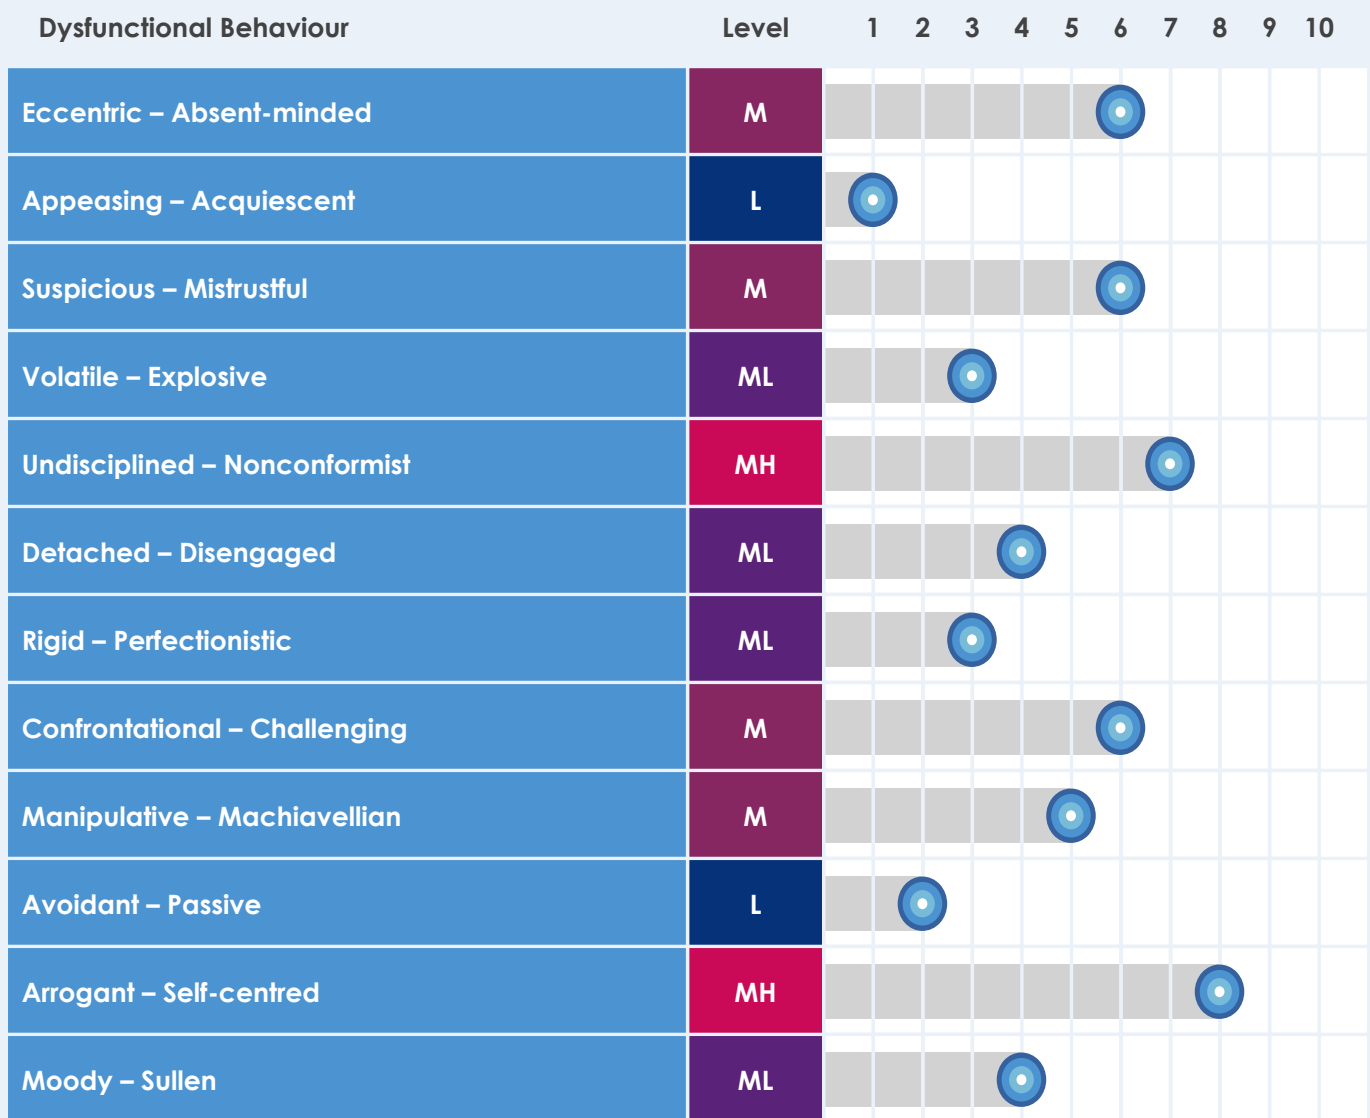 Dysfunctional Behaviour Level 1 2 3 4 5 6 7 8 9 10
Eccentric – Absent-minded M
Appeasing – Acquiescent L
Suspicious – Mistrustful M
Volatile – Explosive ML
Undisciplined – Nonconformist MH
Detached – Disengaged ML
Rigid – Perfectionistic ML
Confrontational – Challenging M
Manipulative – Machiavellian M
Avoidant – Passive L
Arrogant – Self-centred MH
Moody – Sullen ML